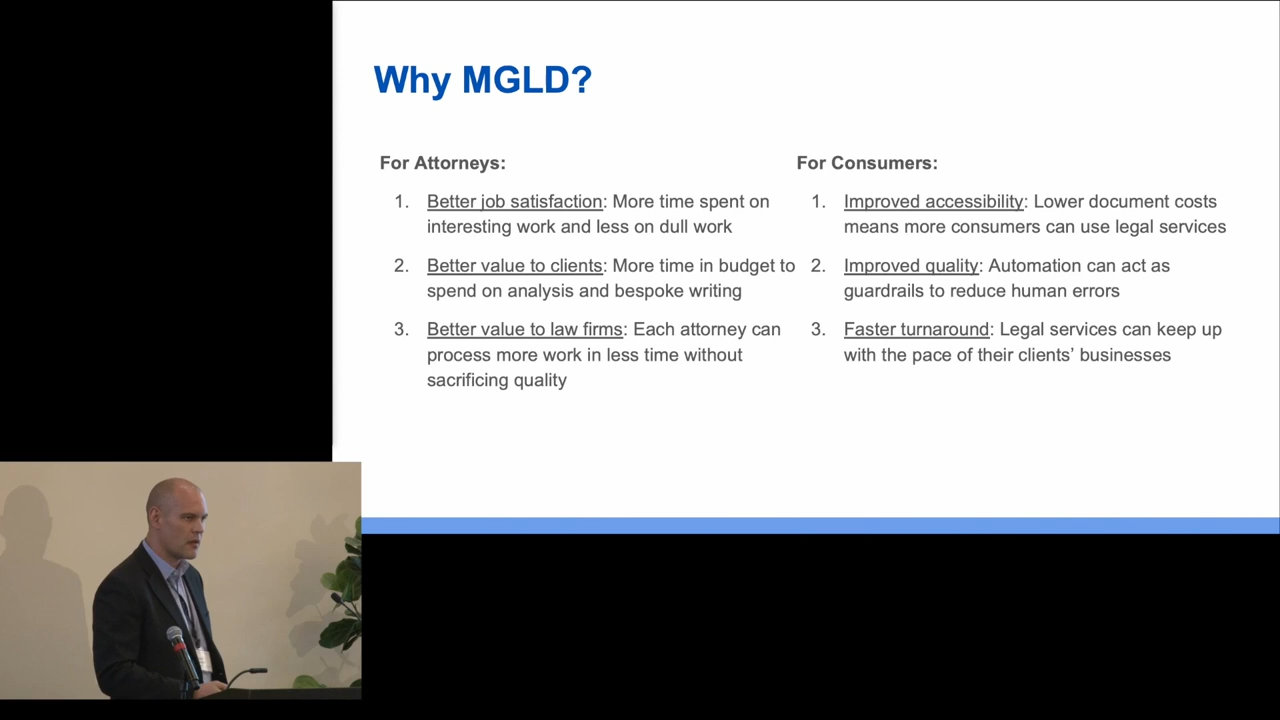 Why MGLD?
For Attorneys:
1. Better job satisfaction: More time spent on
interesting work and less on dull work
2. Better value to clients: More time in budget to
spend on analysis and bespoke writing
3. Better value to law firms: Each attorney can
process more work in less time without
sacrificing quality
For Consumers:
1. Improved accessibility: Lower document costs
means more consumers can use legal services
2. Improved quality: Automation can act as
guardrails to reduce human errors
3. Faster turnaround: Legal services can keep up
with the pace of their clients’ businesses